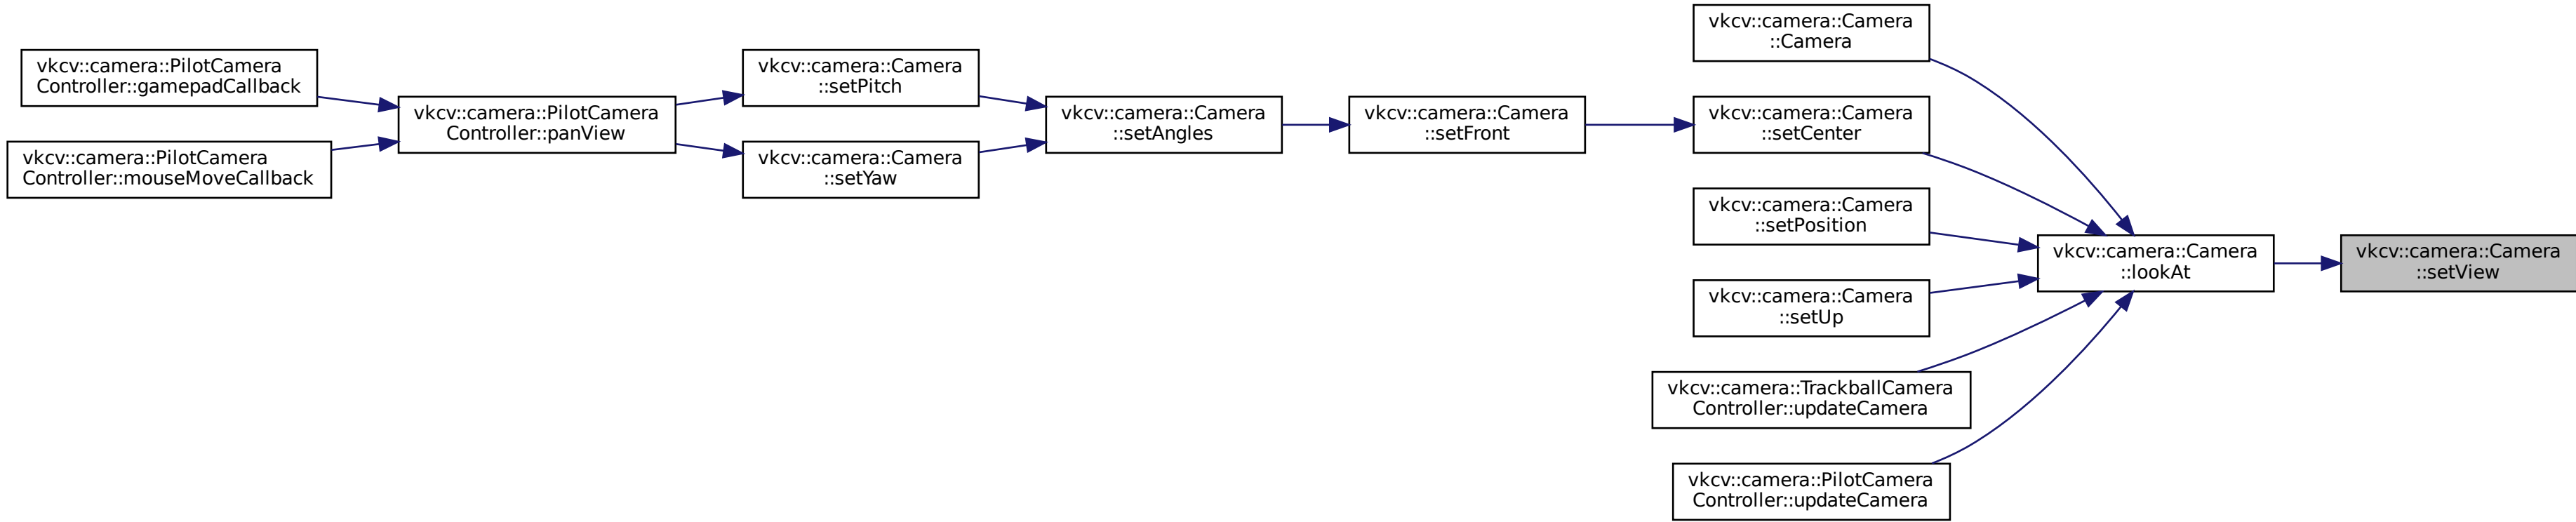 vkcv::camera::PilotCamera
Controller::gamepadCallback
vkcv::camera::PilotCamera
Controller::mouseMoveCallback
vkcv::camera::PilotCamera
Controller::panView
vkcv::camera::Camera
::setPitch
vkcv::camera::Camera
::setYaw
vkcv::camera::Camera
::setAngles
vkcv::camera::Camera
::setFront
vkcv::camera::Camera
::Camera
vkcv::camera::Camera
::setCenter
vkcv::camera::Camera
::setPosition
vkcv::camera::Camera
::setUp
vkcv::camera::TrackballCamera
Controller::updateCamera
vkcv::camera::PilotCamera
Controller::updateCamera
vkcv::camera::Camera
::lookAt
vkcv::camera::Camera
::setView